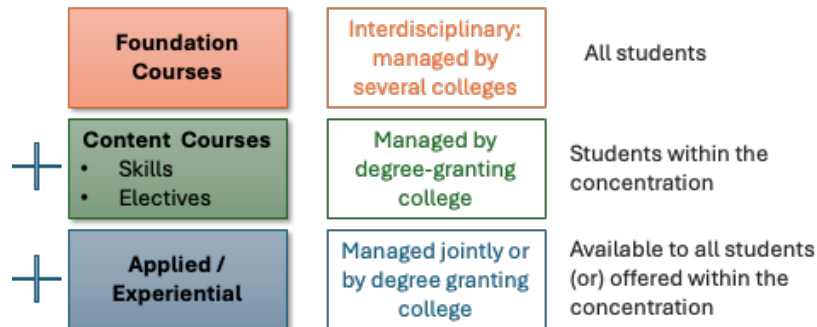 Foundation
Courses
Interdisciplinary:
managed by
several colleges
All students
Content Courses
• Skills
• Electives
Managed by
degree-granting
college
Students within the
concentration
Applied /
Experiential
Managed jointly or
by degree granting
college
Available to all students
(or) offered within the
concentration